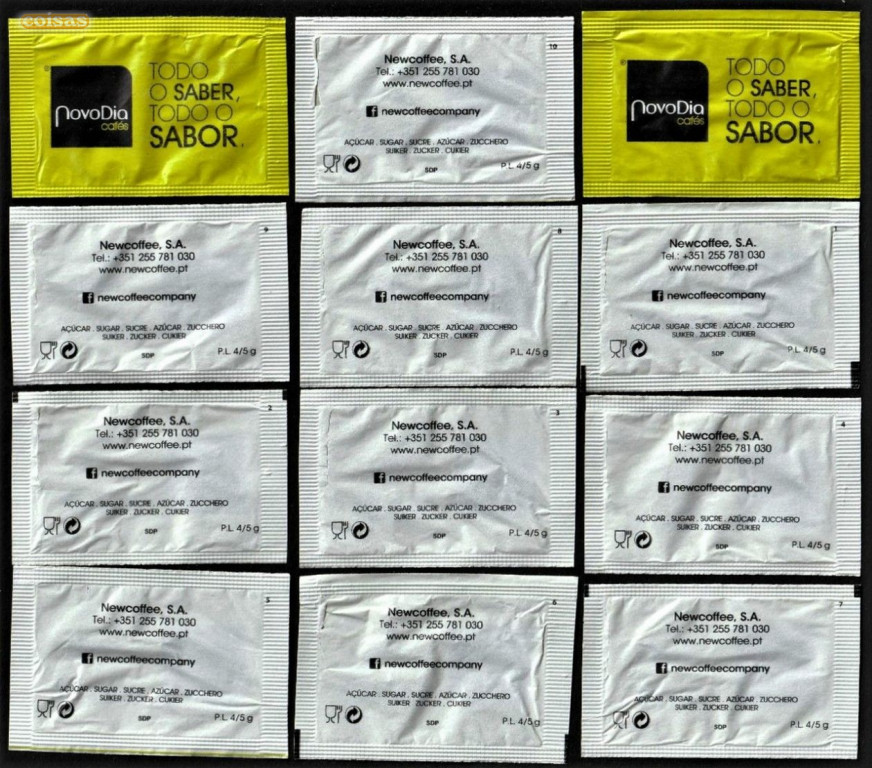 coisas
NovoDia
cafés
TODO
O SABER,
TODO O
SABOR.
10
Newcoffee, S.A.
Tel.: +351 255 781 030
www.newcoffee.pt
newcoffeecompany
AÇÚCAR . SUGAR . SUCRE . AZÚCAR . ZUCCHERO
SUIKER . ZUCKER . CUKIER
SDP
P.L. 4/5 g
NovoDia
cafés
TODO
O SABER,
TODO O
SABOR.
9
Newcoffee, S.A.
Tel.: +351 255 781 030
www.newcoffee.pt
newcoffeecompany
AÇÚCAR . SUGAR . SUCRE . AZÚCAR . ZUCCHERO
SUIKER . ZUCKER . CUKIER
SDP
P.L. 4/5 g
8
Newcoffee, S.A.
Tel.: +351 255 781 030
www.newcoffee.pt
newcoffeecompany
AÇÚCAR . SUGAR . SUCRE . AZÚCAR . ZUCCHERO
SUIKER . ZUCKER . CUKIER
SDP
P.L. 4/5 g
1
Newcoffee, S.A.
Tel.: +351 255 781 030
www.newcoffee.pt
newcoffeecompany
AÇÚCAR . SUGAR . SUCRE . AZÚCAR . ZUCCHERO
SUIKER . ZUCKER . CUKIER
SDP
P.L. 4/5 g
2
Newcoffee, S.A.
Tel.: +351 255 781 030
www.newcoffee.pt
newcoffeecompany
AÇÚCAR . SUGAR . SUCRE . AZÚCAR . ZUCCHERO
SUIKER . ZUCKER . CUKIER
SDP
P.L. 4/5 g
3
Newcoffee, S.A.
Tel.: +351 255 781 030
www.newcoffee.pt
newcoffeecompany
AÇÚCAR . SUGAR . SUCRE . AZÚCAR . ZUCCHERO
SUIKER . ZUCKER . CUKIER
SDP
P.L. 4/5 g
4
Newcoffee, S.A.
Tel.: +351 255 781 030
www.newcoffee.pt
newcoffeecompany
AÇÚCAR . SUGAR . SUCRE . AZÚCAR . ZUCCHERO
SUIKER . ZUCKER . CUKIER
SDP
P.L. 4/5 g
5
Newcoffee, S.A.
Tel.: +351 255 781 030
www.newcoffee.pt
newcoffeecompany
AÇÚCAR . SUGAR . SUCRE . AZÚCAR . ZUCCHERO
SUIKER . ZUCKER . CUKIER
SDP
P.L. 4/5 g
6
Newcoffee, S.A.
Tel.: +351 255 781 030
www.newcoffee.pt
newcoffeecompany
AÇÚCAR . SUGAR . SUCRE . AZÚCAR . ZUCCHERO
SUIKER . ZUCKER . CUKIER
SDP
P.L. 4/5 g
7
Newcoffee, S.A.
Tel.: +351 255 781 030
www.newcoffee.pt
newcoffeecompany
AÇÚCAR . SUGAR . SUCRE . AZÚCAR . ZUCCHERO
SUIKER . ZUCKER . CUKIER
SDP
P.L. 4/5 g